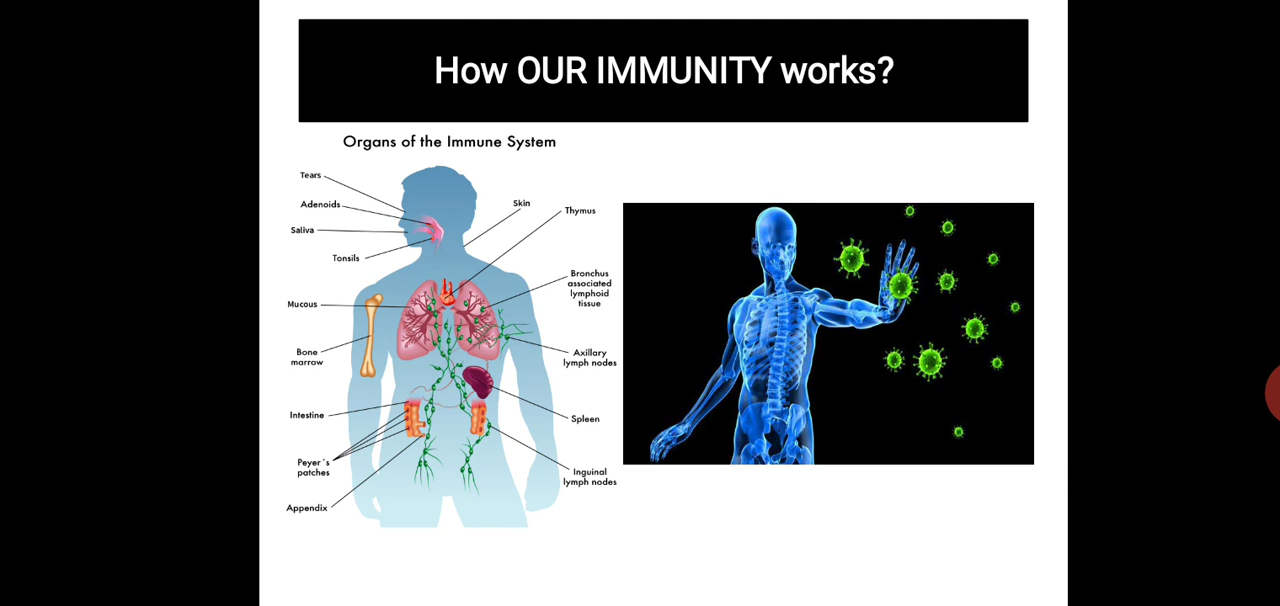 How OUR IMMUNITY works?
Organs of the Immune System
Tears
Adenoids
Saliva
Tonsils
Mucous
Bone
marrow
Intestine
Peyer´s
patches
Appendix
Skin
Thymus
Bronchus
associated
lymphoid
tissue
Axillary
lymph nodes
Spleen
Inguinal
lymph nodes